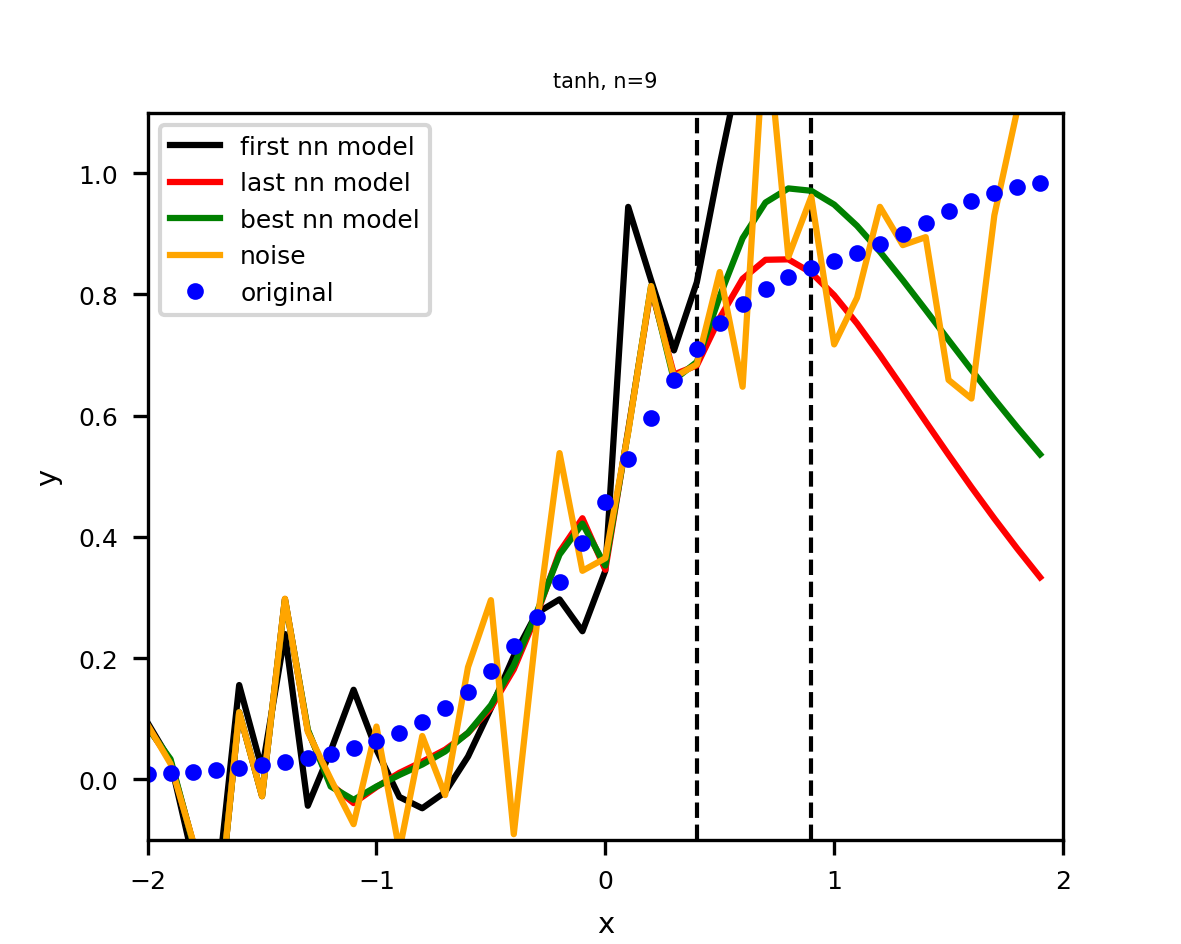 tanh, n=9
first nn model
last nn model
best nn model
noise
original
1.0
0.8
0.6
0.4
0.2
0.0
y
−2
−1
0
1
2
x